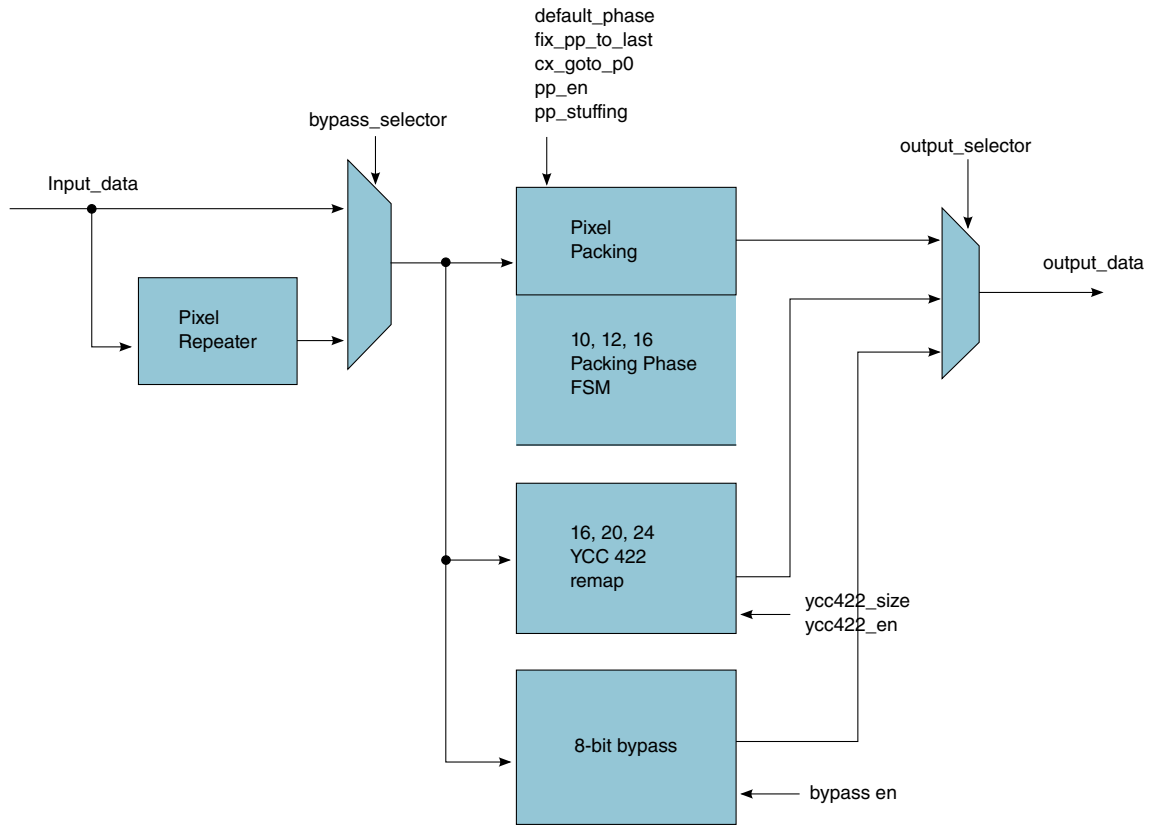 default_phase
fix_pp_to_last
cx_goto_p0
pp_en
pp_stuffing
bypass_selector
output_selector
Input_data
Pixel
Packing
output_data
Pixel
Repeater
10, 12, 16
Packing Phase
FSM
16, 20, 24
YCC 422
remap
ycc422_size
ycc422_en
8-bit bypass
bypass en